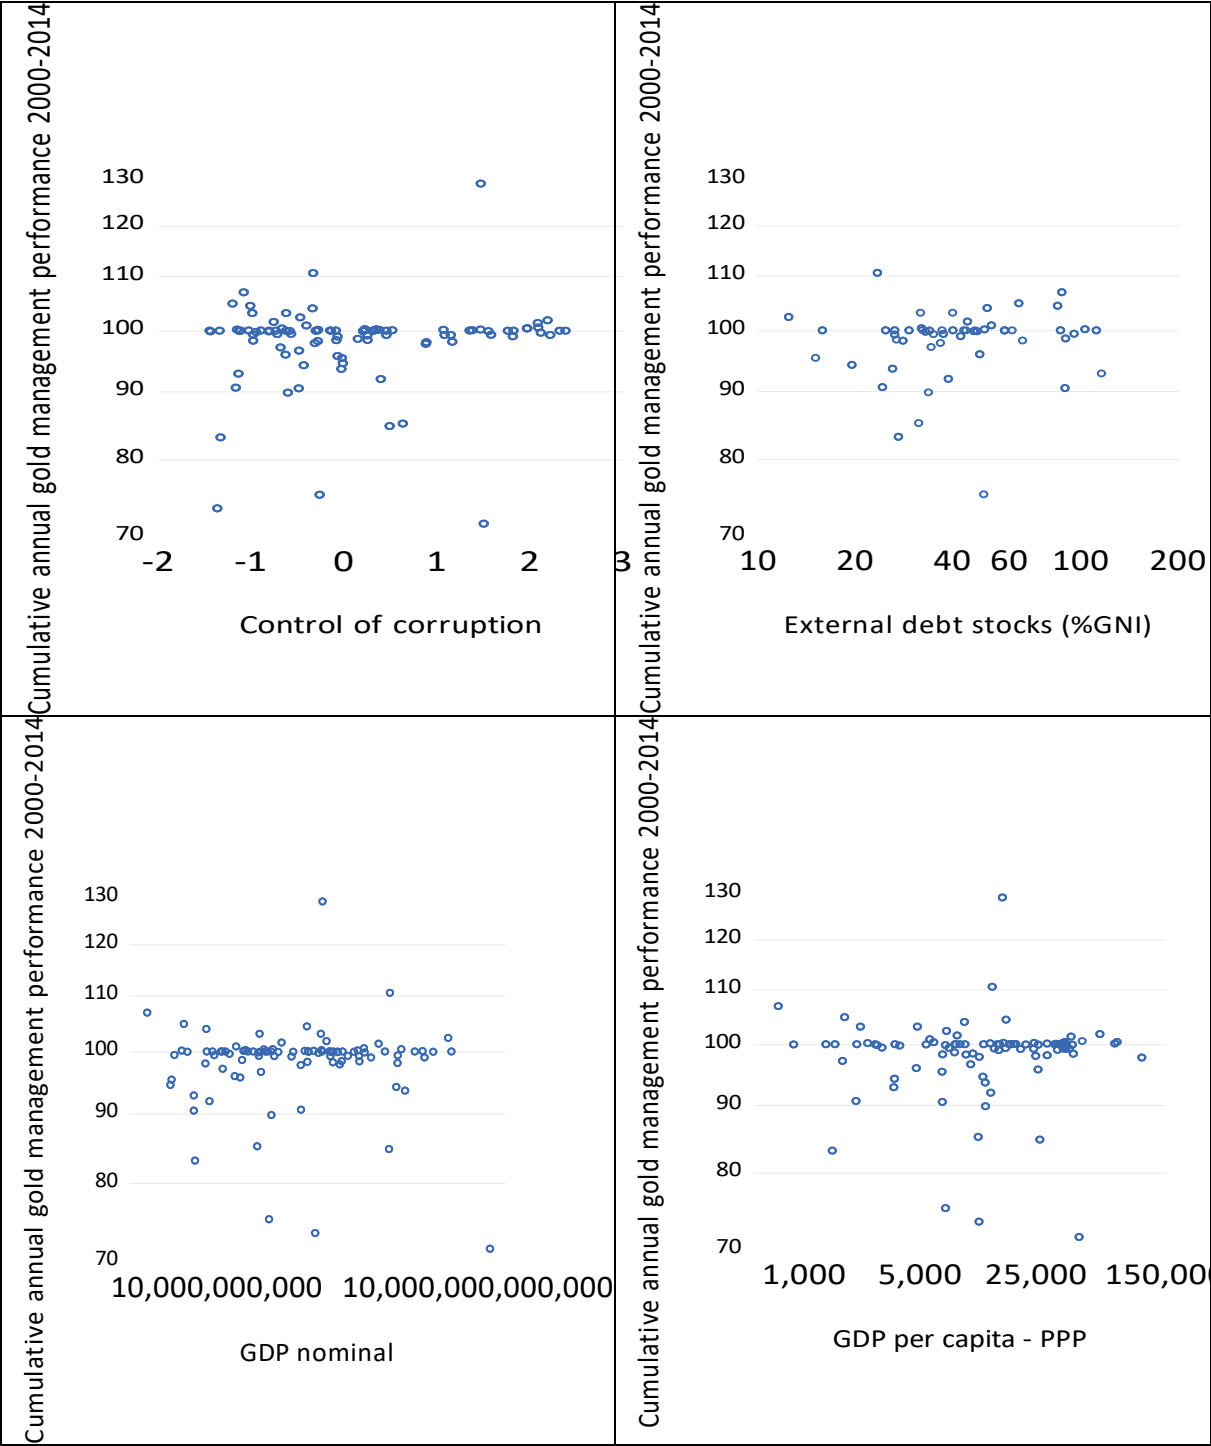 Cumulative annual gold management performance 2000-2014
130
120
110
100
90
80
70
-2 -1 0 1 2 3
Control of corruption
Cumulative annual gold management performance 2000-2014
130
120
110
100
90
80
70
10 20 40 60 100 200
External debt stocks (%GNI)
Cumulative annual gold management performance 2000-2014
130
120
110
100
90
80
70
10,000,000,000 10,000,000,000,000
GDP nominal
Cumulative annual gold management performance 2000-2014
130
120
110
100
90
80
70
1,000 5,000 25,000 150,00
GDP per capita - PPP